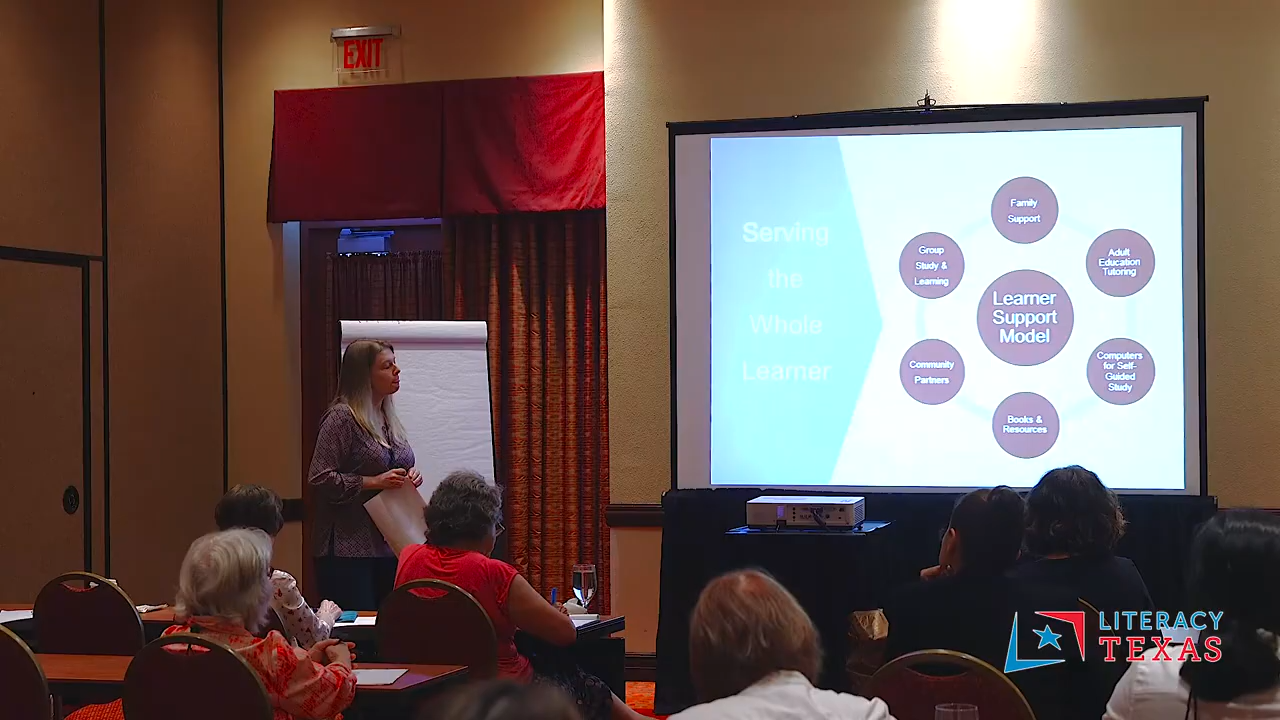 EXIT
Serving
the
Whole
Learner
Family
Support
Group
Study &
Learning
Adult
Education
Tutoring
Learner
Support
Model
Community
Partners
Computers
for Self-
Guided
Study
Books &
Resources
LITERACY
TEXAS